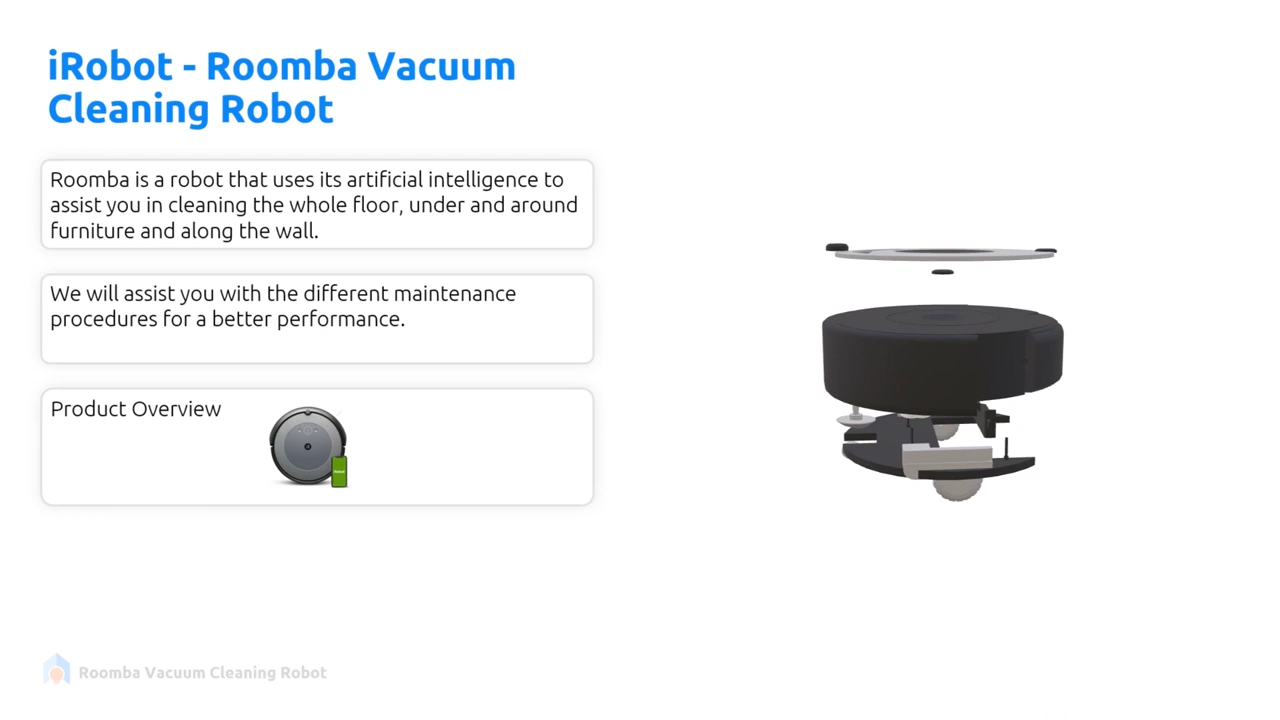 iRobot - Roomba Vacuum
Cleaning Robot
Roomba is a robot that uses its artificial intelligence to
assist you in cleaning the whole floor, under and around
furniture and along the wall.
We will assist you with the different maintenance
procedures for a better performance.
Product Overview
Roomba Vacuum Cleaning Robot